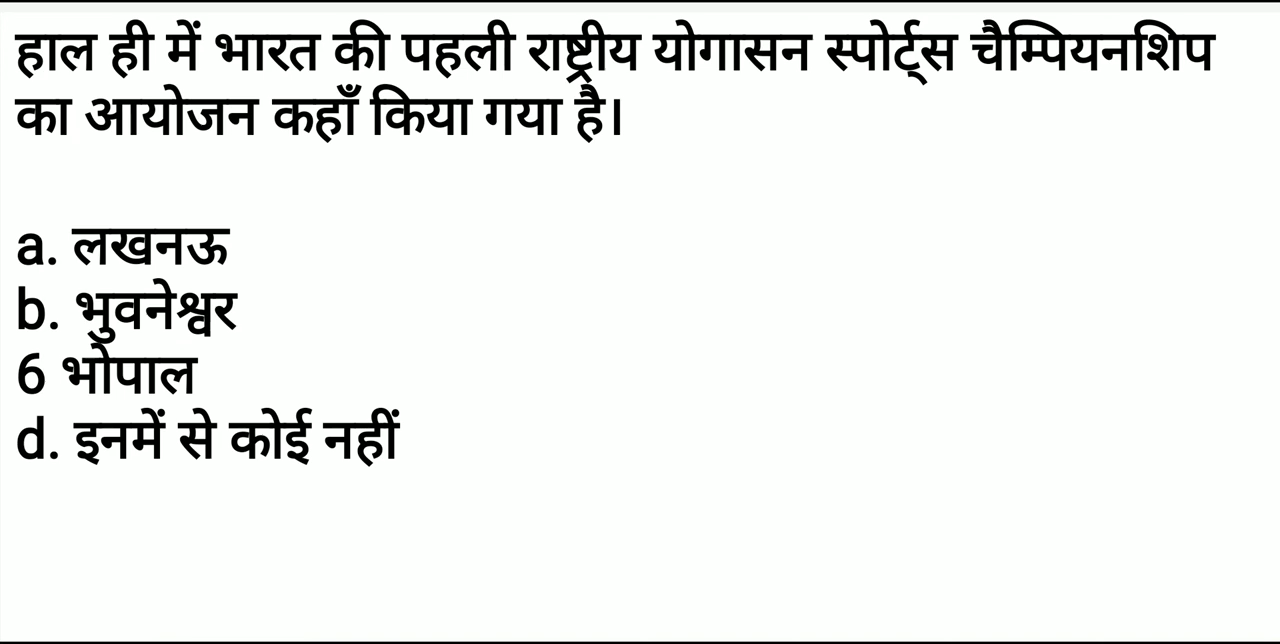 हाल ही में भारत की पहली राष्ट्रीय योगासन स्पोर्ट्स चैम्पियनशिप
का आयोजन कहाँ किया गया है।
a. लखनऊ
b. भुवनेश्वर
6 भोपाल
d. इनमें से कोई नहीं